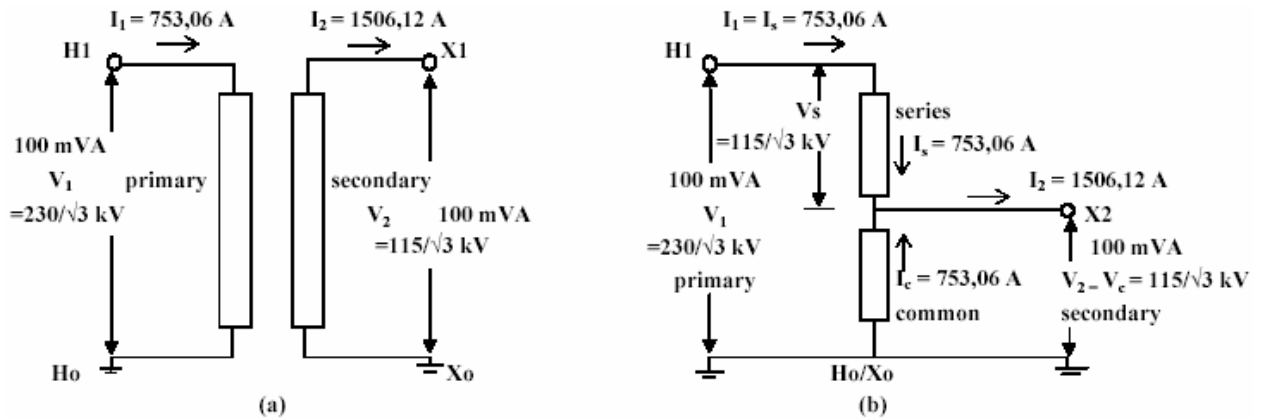 I₁ = 753,06 A
I₂ = 1506,12 A
H1
X1
100 mVA
V₁
=230/√3 kV
primary
secondary
V₂
=115/√3 kV
100 mVA
Ho
Xo
(a)
I₁ = Iₛ = 753,06 A
H1
Vs
=115/√3 kV
series
Iₛ = 753,06 A
100 mVA
V₁
=230/√3 kV
primary
I₂ = 1506,12 A
X2
100 mVA
I_c = 753,06 A
V₂ – V_c = 115/√3 kV
common
secondary
Ho/Xo
(b)